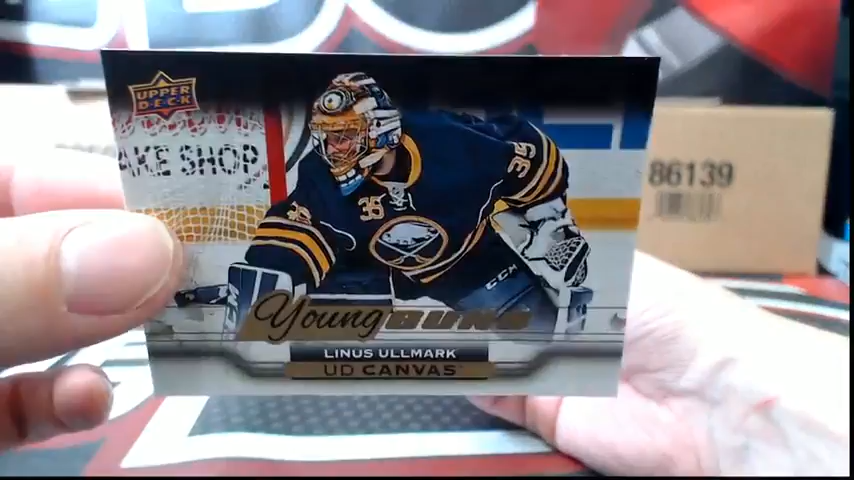 UPPER
DECK
AKE SHOP
86139
35
35
CCM
Young GUNS
LINUS ULLMARK
UD CANVAS